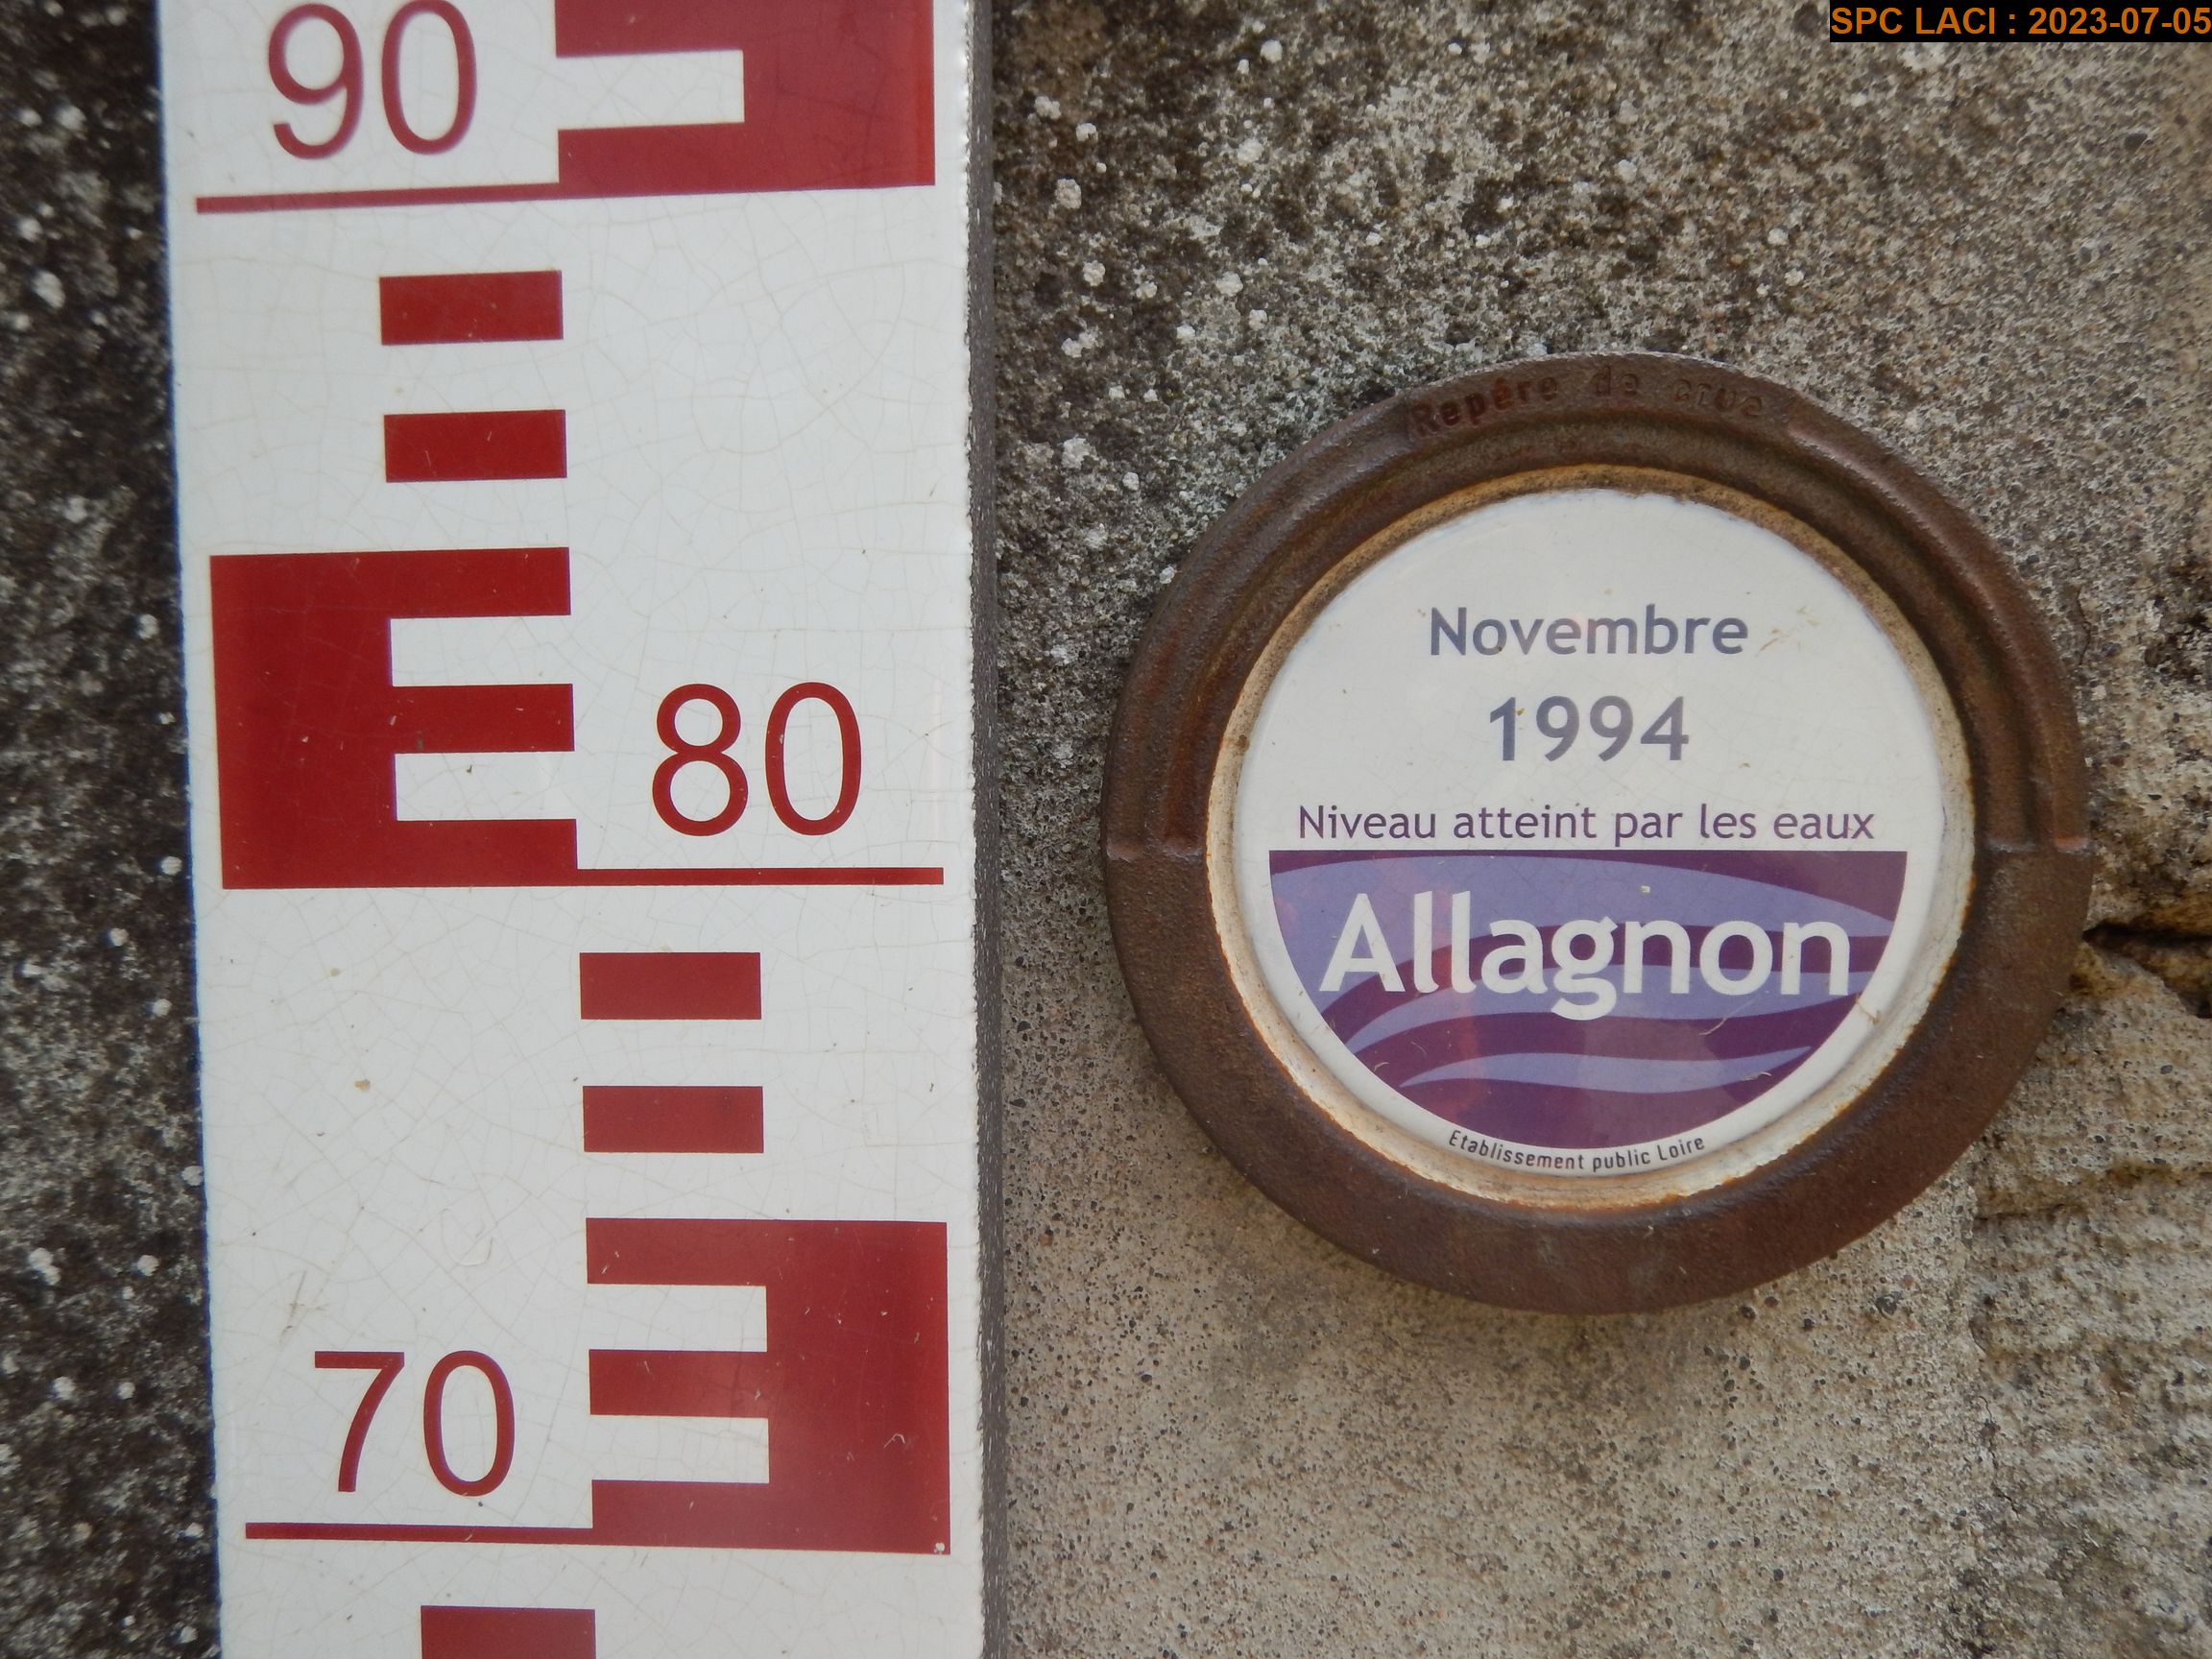 SPC LACI : 2023-07-05
90
80
70
Repére de crue
Novembre
1994
Niveau atteint par les eaux
Allagnon
Etablissement public Loire